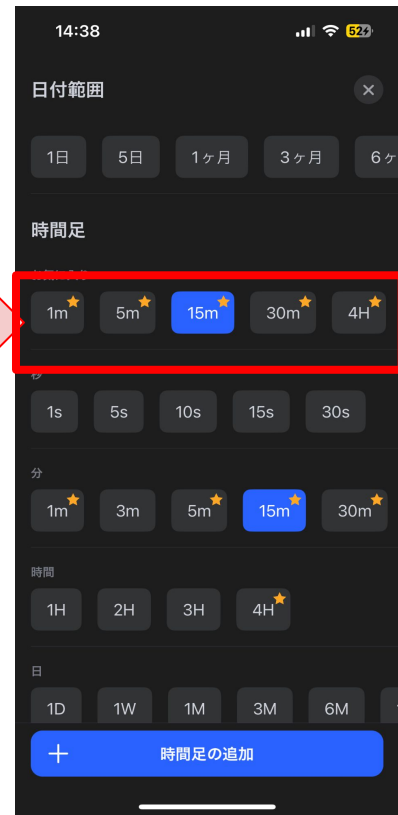 14:38 52
日付範囲
1日 5日 1ヶ月 3ヶ月 6ヶ
時間足
1m 5m 15m 30m 4H
秒
1s 5s 10s 15s 30s
分
1m 3m 5m 15m 30m
時間
1H 2H 3H 4H
日
1D 1W 1M 3M 6M
時間足の追加